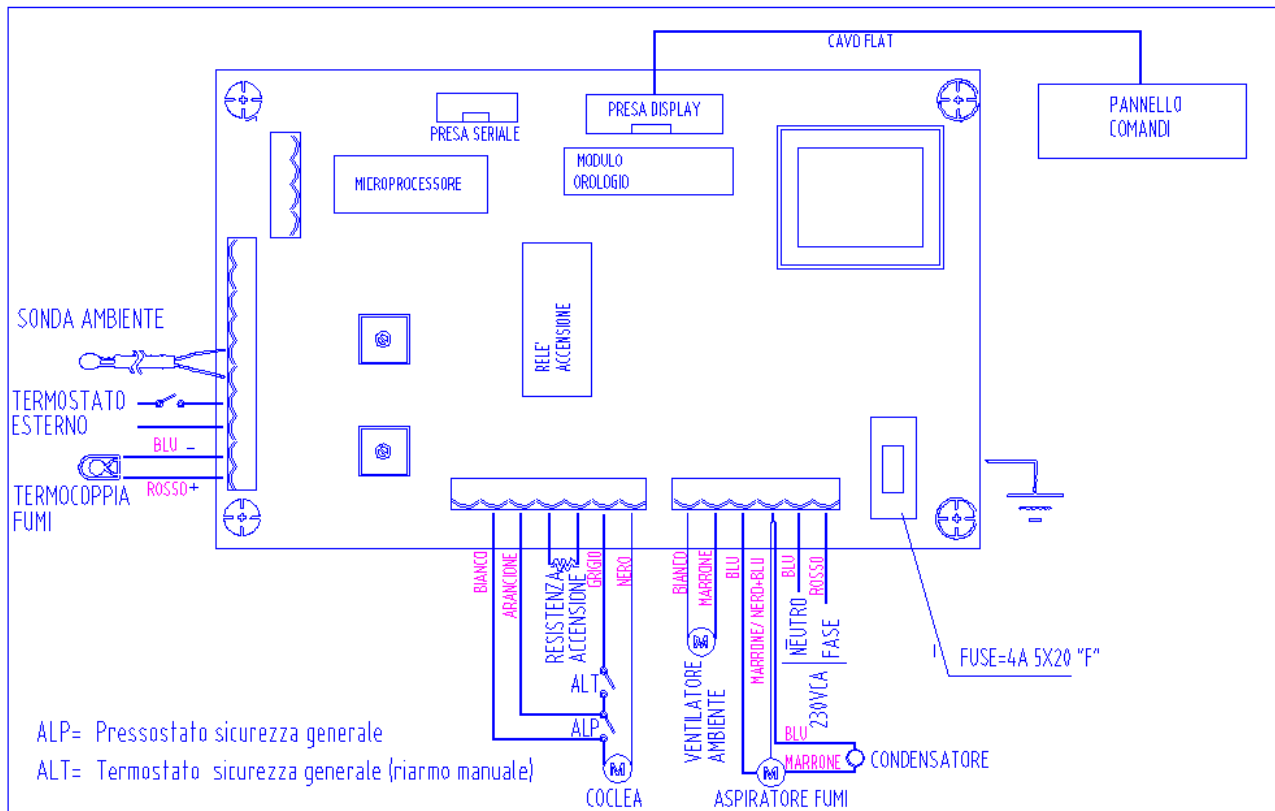 CAVO FLAT
PRESA SERIALE
PRESA DISPLAY
PANNELLO
COMANDI
MICROPROCESSORE
MODULO
OROLOGIO
RELE'
ACCENSIONE
SONDA AMBIENTE
TERMOSTATO
ESTERNO
BLU -
ROSSO+
TERMOCOPPIA
FUMI
BIANCO
ARANCIONE
RESISTENZA
ACCENSIONE
GRIGIO
NERO
BIANCO
MARRONE
BLU
MARRONE/ NERO+BLU
BLU
ROSSO
NEUTRO
FASE
230VCA
ALT
ALP
M
COCLEA
M
VENTILATORE
AMBIENTE
BLU
MARRONE
M
ASPIRATORE FUMI
CONDENSATORE
FUSE=4A 5X20 "F"
ALP= Pressostato sicurezza generale
ALT= Termostato sicurezza generale (riarmo manuale)